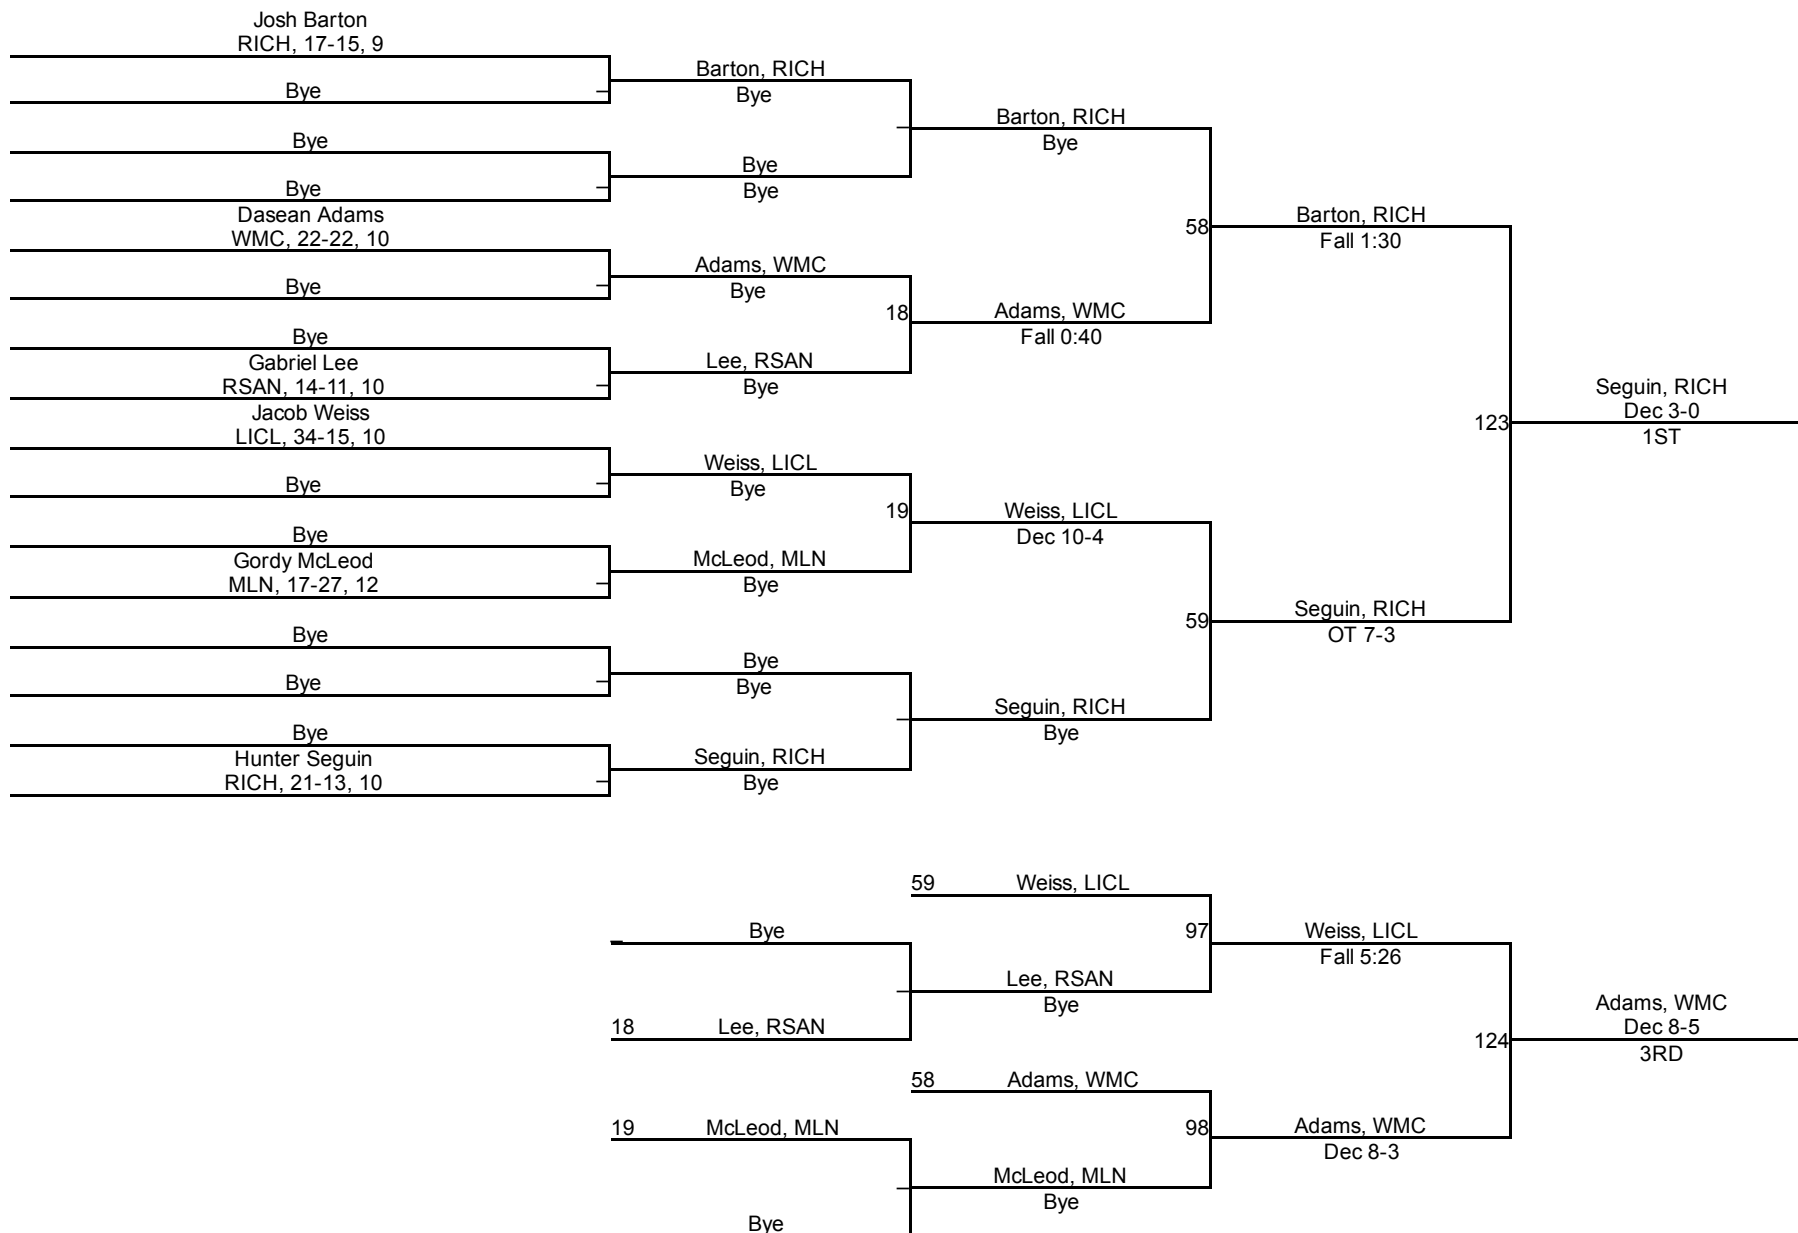 Josh Barton
RICH, 17-15, 9
Bye
Bye
Bye
Dasean Adams
WMC, 22-22, 10
Bye
Bye
Gabriel Lee
RSAN, 14-11, 10
Jacob Weiss
LICL, 34-15, 10
Bye
Bye
Gordy McLeod
MLN, 17-27, 12
Bye
Bye
Bye
Hunter Seguin
RICH, 21-13, 10
Barton, RICH
Bye
Bye
Bye
Adams, WMC
Bye
18
Lee, RSAN
Bye
Weiss, LICL
Bye
19
McLeod, MLN
Bye
Bye
Bye
Seguin, RICH
Bye
Barton, RICH
Bye
58
Adams, WMC
Fall 0:40
Weiss, LICL
Dec 10-4
59
Seguin, RICH
Bye
Barton, RICH
Fall 1:30
123
Seguin, RICH
OT 7-3
Seguin, RICH
Dec 3-0
1ST
59 Weiss, LICL
Bye
97
Lee, RSAN
Bye
18 Lee, RSAN
58 Adams, WMC
19 McLeod, MLN
98
McLeod, MLN
Bye
Bye
Weiss, LICL
Fall 5:26
124
Adams, WMC
Dec 8-3
Adams, WMC
Dec 8-5
3RD